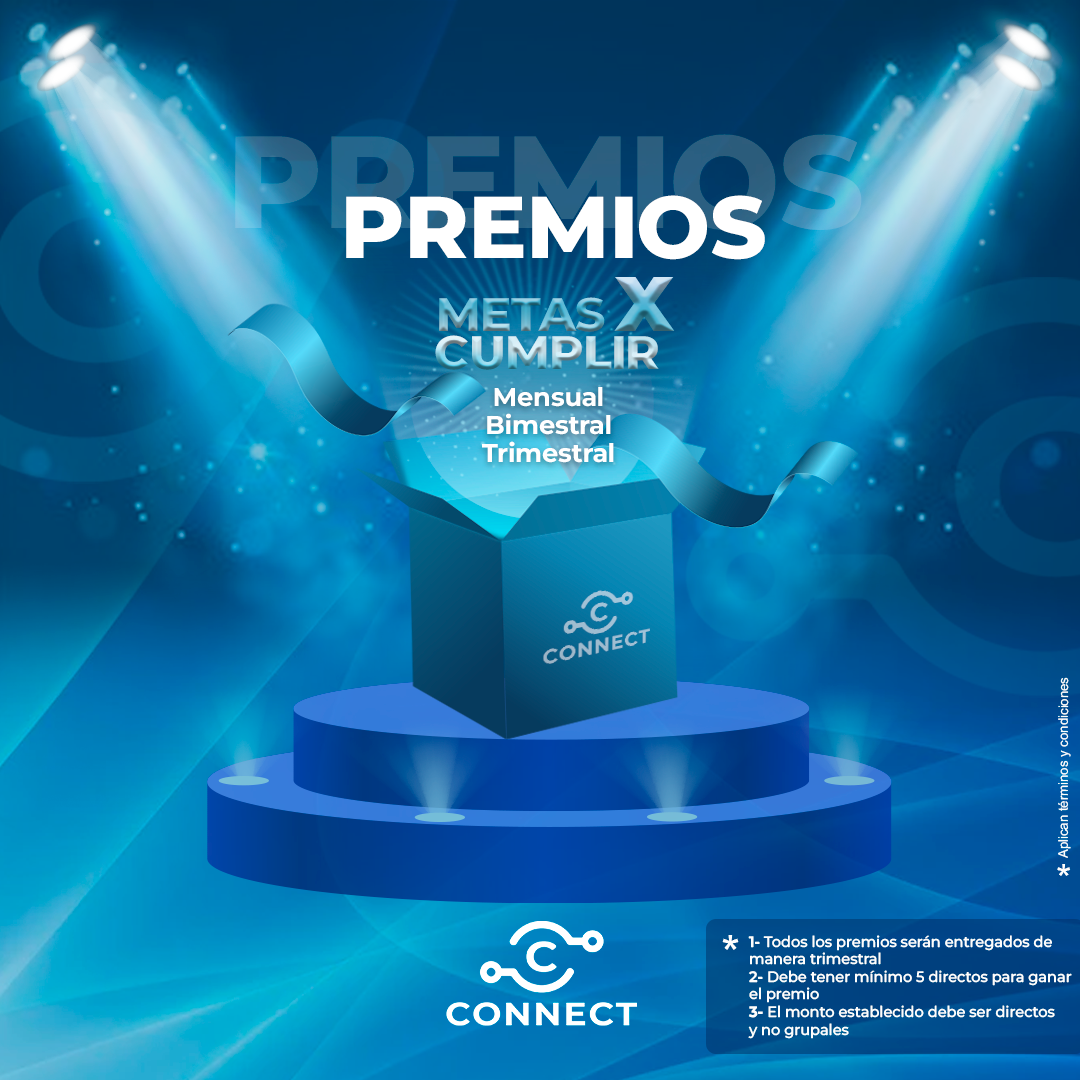 PREMIOS
PREMIOS
METAS X
CUMPLIR
Mensual
Bimestral
Trimestral
C
CONNECT
* Aplican términos y condiciones
C
CONNECT
* 1- Todos los premios serán entregados de
manera trimestral
2- Debe tener mínimo 5 directos para ganar
el premio
3- El monto establecido debe ser directos
y no grupales